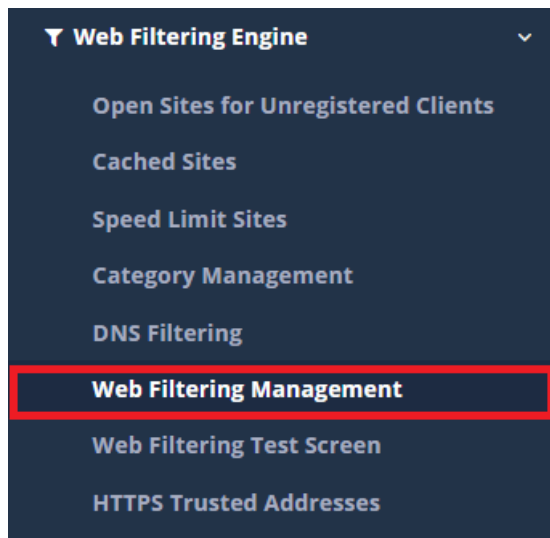 Web Filtering Engine
Open Sites for Unregistered Clients
Cached Sites
Speed Limit Sites
Category Management
DNS Filtering
Web Filtering Management
Web Filtering Test Screen
HTTPS Trusted Addresses